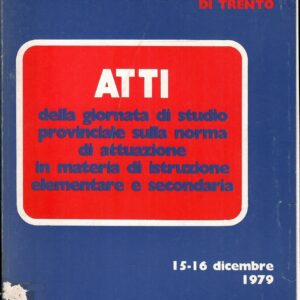 DI TRENTO
ATTI
della giornata di studio
provinciale sulla norma
di attuazione
in materia di istruzione
elementare e secondaria
15-16 dicembre
1979